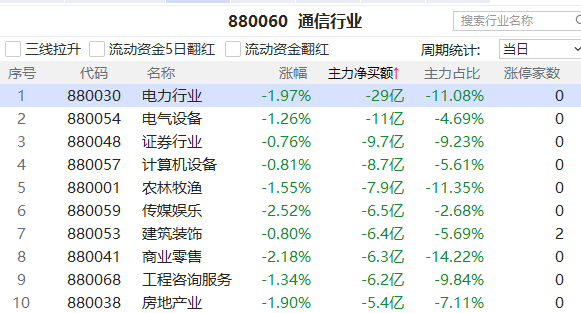 880060 通信行业 搜索行业名称
三线拉升 流动资金5日翻红 流动资金翻红 周期统计: 当日
序号 代码 名称 涨幅 主力净买额↑ 主力占比 涨停家数
1 880030 电力行业 -1.97% -29亿 -11.08% 0
2 880054 电气设备 -1.26% -11亿 -4.69% 0
3 880048 证券行业 -0.76% -9.7亿 -9.23% 0
4 880057 计算机设备 -0.81% -8.7亿 -5.61% 0
5 880001 农林牧渔 -1.55% -7.9亿 -11.35% 0
6 880059 传媒娱乐 -2.52% -6.5亿 -2.68% 0
7 880053 建筑装饰 -0.80% -6.4亿 -5.69% 2
8 880041 商业零售 -2.18% -6.3亿 -14.22% 0
9 880068 工程咨询服务 -1.34% -6.2亿 -9.84% 0
10 880038 房地产业 -1.90% -5.4亿 -7.11% 0